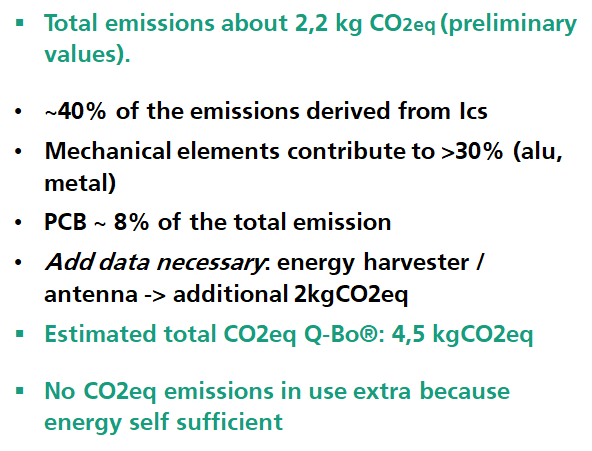 ▪ Total emissions about 2,2 kg CO2eq (preliminary
values).
• ~40% of the emissions derived from Ics
• Mechanical elements contribute to >30% (alu,
metal)
• PCB ~ 8% of the total emission
• Add data necessary: energy harvester /
antenna -> additional 2kgCO2eq
▪ Estimated total CO2eq Q-Bo®: 4,5 kgCO2eq
▪ No CO2eq emissions in use extra because
energy self sufficient